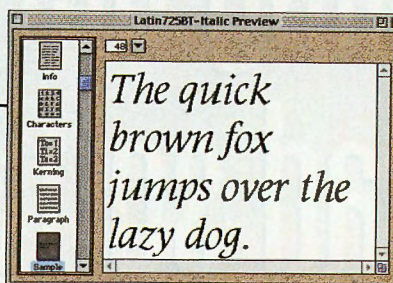 Latin725BT-Italic Preview
48
Info
Characters
Kerning
Paragraph
Sample
The quick
brown fox
jumps over the
lazy dog.